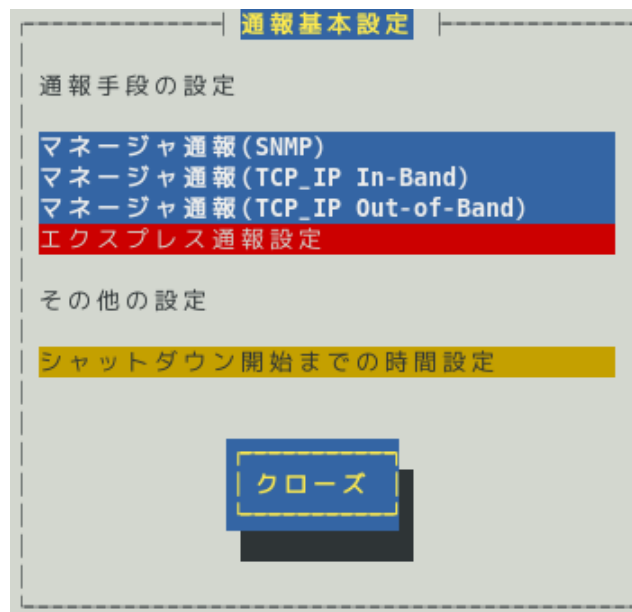 通報基本設定
通報手段の設定
マネージャ通報(SNMP)
マネージャ通報(TCP_IP In-Band)
マネージャ通報(TCP_IP Out-of-Band)
エクスプレス通報設定
その他の設定
シャットダウン開始までの時間設定
クローズ